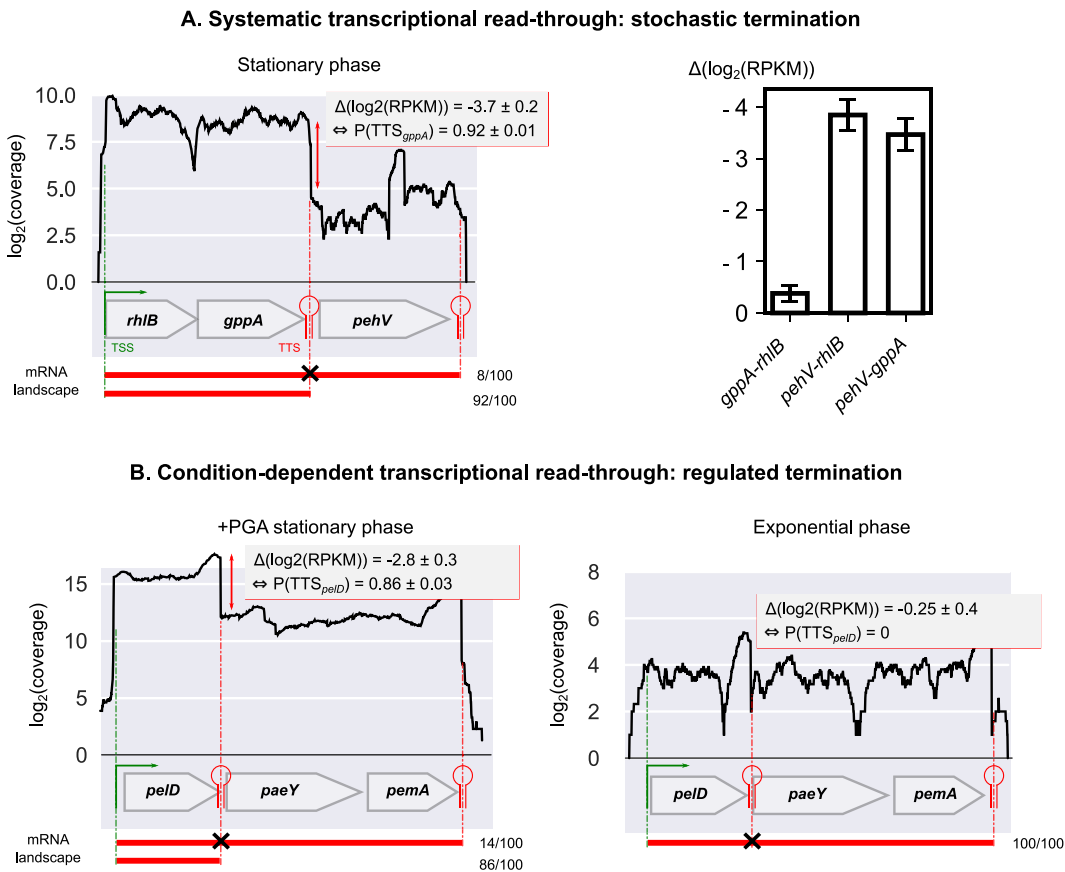 A. Systematic transcriptional read-through: stochastic termination
Stationary phase
log2(coverage)
10.0
7.5
5.0
2.5
0.0
Δ(log2(RPKM)) = -3.7 ± 0.2
⇔ P(TTSgppA) = 0.92 ± 0.01
rhlB
gppA
pehV
TSS
TTS
mRNA
landscape
8/100
92/100
Δ(log2(RPKM))
- 4
- 3
- 2
- 1
0
gppA-rhlB
pehV-rhlB
pehV-gppA
B. Condition-dependent transcriptional read-through: regulated termination
+PGA stationary phase
log2(coverage)
15
10
5
0
Δ(log2(RPKM)) = -2.8 ± 0.3
⇔ P(TTSpelD) = 0.86 ± 0.03
pelD
paeY
pemA
mRNA
landscape
14/100
86/100
Exponential phase
log2(coverage)
8
6
4
2
0
Δ(log2(RPKM)) = -0.25 ± 0.4
⇔ P(TTSpelD) = 0
pelD
paeY
pemA
100/100